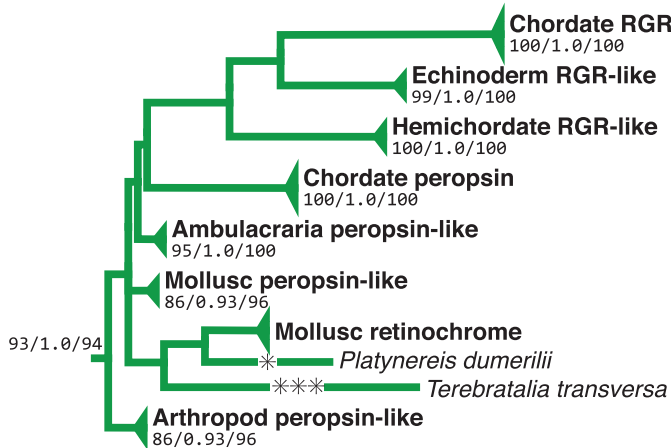 Chordate RGR
100/1.0/100
Echinoderm RGR-like
99/1.0/100
Hemichordate RGR-like
100/1.0/100
Chordate peropsin
100/1.0/100
Ambulacraria peropsin-like
95/1.0/100
Mollusc peropsin-like
86/0.93/96
Mollusc retinochrome
93/1.0/94
* Platynereis dumerilii
*** Terebratalia transversa
Arthropod peropsin-like
86/0.93/96